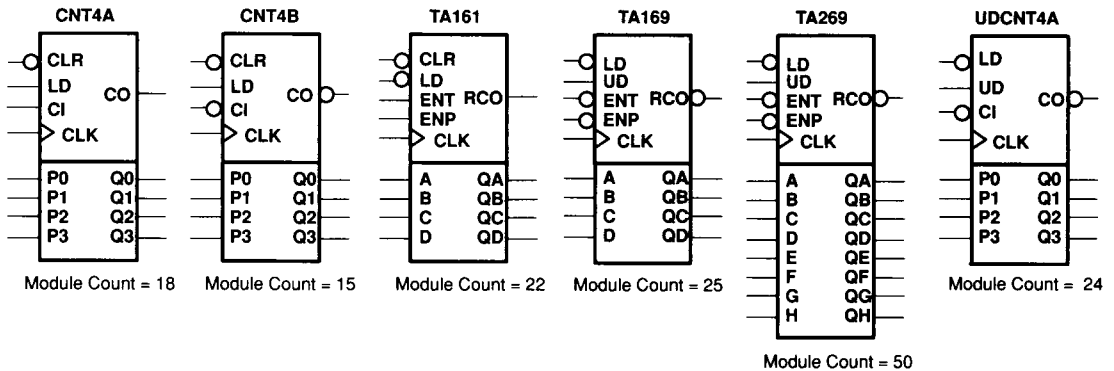 CNT4A
CLR
LD
CO
CI
CLK
P0 Q0
P1 Q1
P2 Q2
P3 Q3
Module Count = 18
CNT4B
CLR
LD
CO
CI
CLK
P0 Q0
P1 Q1
P2 Q2
P3 Q3
Module Count = 15
TA161
CLR
LD
ENT RCO
ENP
CLK
A QA
B QB
C QC
D QD
Module Count = 22
TA169
LD
UD
ENT RCO
ENP
CLK
A QA
B QB
C QC
D QD
Module Count = 25
TA269
LD
UD
ENT RCO
ENP
CLK
A QA
B QB
C QC
D QD
E QE
F QF
G QG
H QH
Module Count = 50
UDCNT4A
LD
UD
CO
CI
CLK
P0 Q0
P1 Q1
P2 Q2
P3 Q3
Module Count = 24